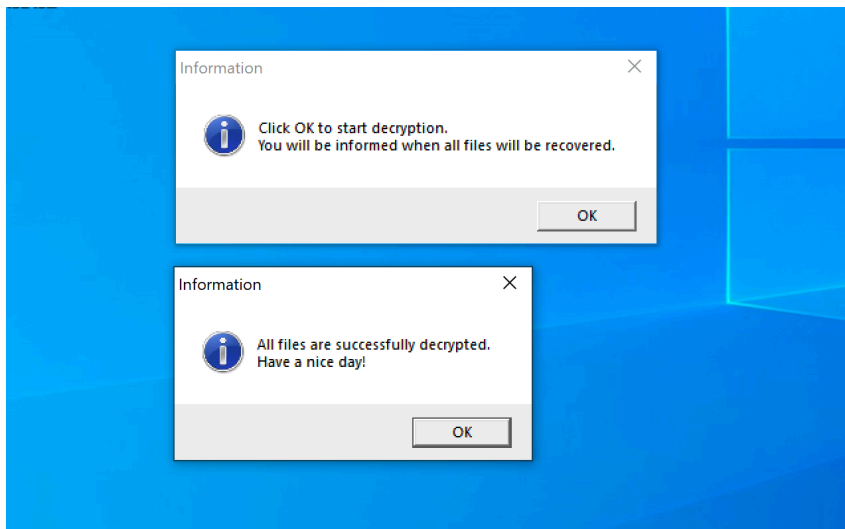 Information
Click OK to start decryption.
You will be informed when all files will be recovered.
OK
Information
All files are successfully decrypted.
Have a nice day!
OK